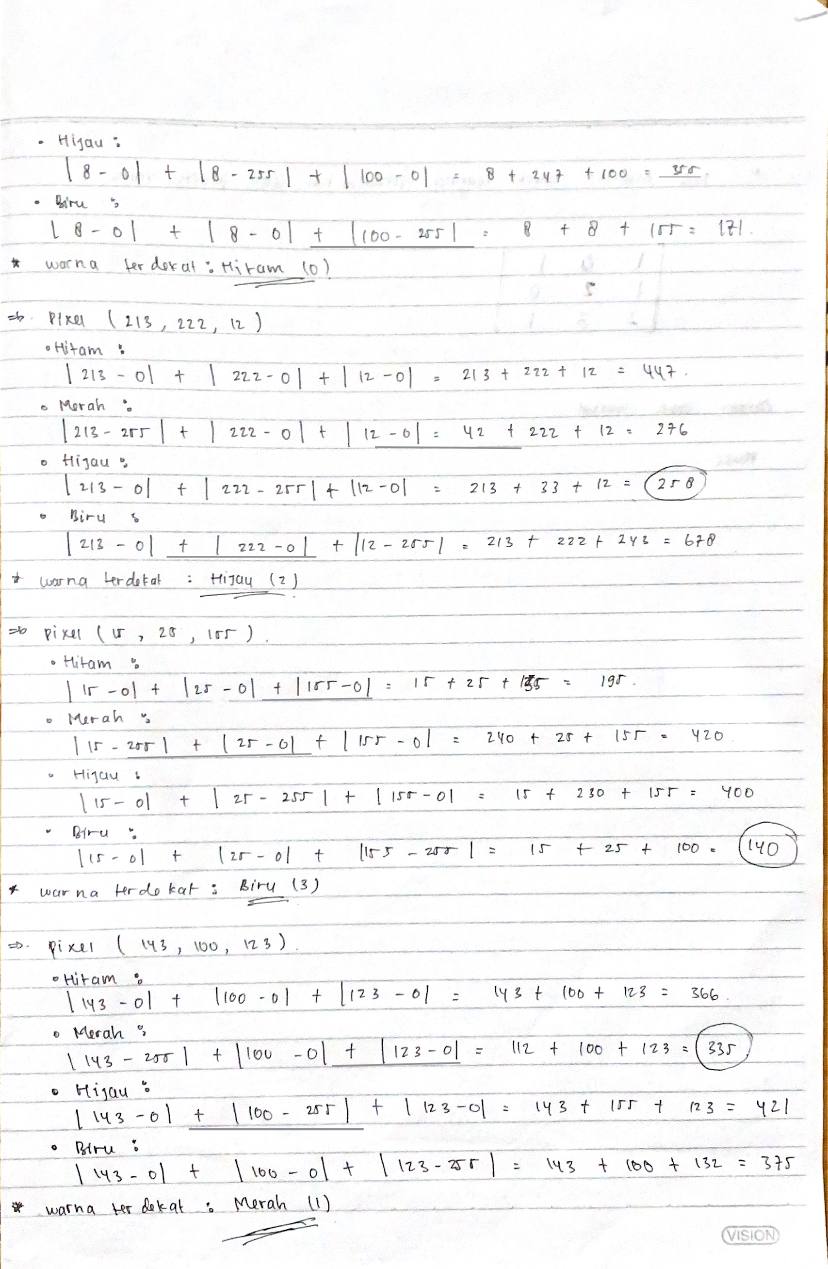 • Hijau :
|8 - 0| + |8 - 255| + |100 - 0| = 8 + 247 + 100 = 355.
• Biru :
|8 - 0| + |8 - 0| + |100 - 255| = 8 + 8 + 155 = 171.
* warna terdekat : Hitam (0)
⇒ Pixel (213, 222, 12)
• Hitam :
|213 - 0| + |222 - 0| + |12 - 0| = 213 + 222 + 12 = 447.
• Merah :
|213 - 255| + |222 - 0| + |12 - 0| = 42 + 222 + 12 = 276
• Hijau :
|213 - 0| + |222 - 255| + |12 - 0| = 213 + 33 + 12 = 258
• Biru :
|213 - 0| + |222 - 0| + |12 - 255| = 213 + 222 + 243 = 678
* warna terdekat : Hijau (2)
⇒ pixel (15, 25, 155).
• Hitam :
|15 - 0| + |25 - 0| + |155 - 0| = 15 + 25 + 155 = 195.
• Merah :
|15 - 255| + |25 - 0| + |155 - 0| = 240 + 25 + 155 = 420
• Hijau :
|15 - 0| + |25 - 255| + |155 - 0| = 15 + 230 + 155 = 400
• Biru :
|15 - 0| + |25 - 0| + |155 - 255| = 15 + 25 + 100 = 140
* warna terdekat : Biru (3)
⇒ pixel (143, 100, 123).
• Hitam :
|143 - 0| + |100 - 0| + |123 - 0| = 143 + 100 + 123 = 366.
• Merah :
|143 - 255| + |100 - 0| + |123 - 0| = 112 + 100 + 123 = 335
• Hijau :
|143 - 0| + |100 - 255| + |123 - 0| = 143 + 155 + 123 = 421
• Biru :
|143 - 0| + |100 - 0| + |123 - 255| = 143 + 100 + 132 = 375
* warna terdekat : Merah (1)
VISION